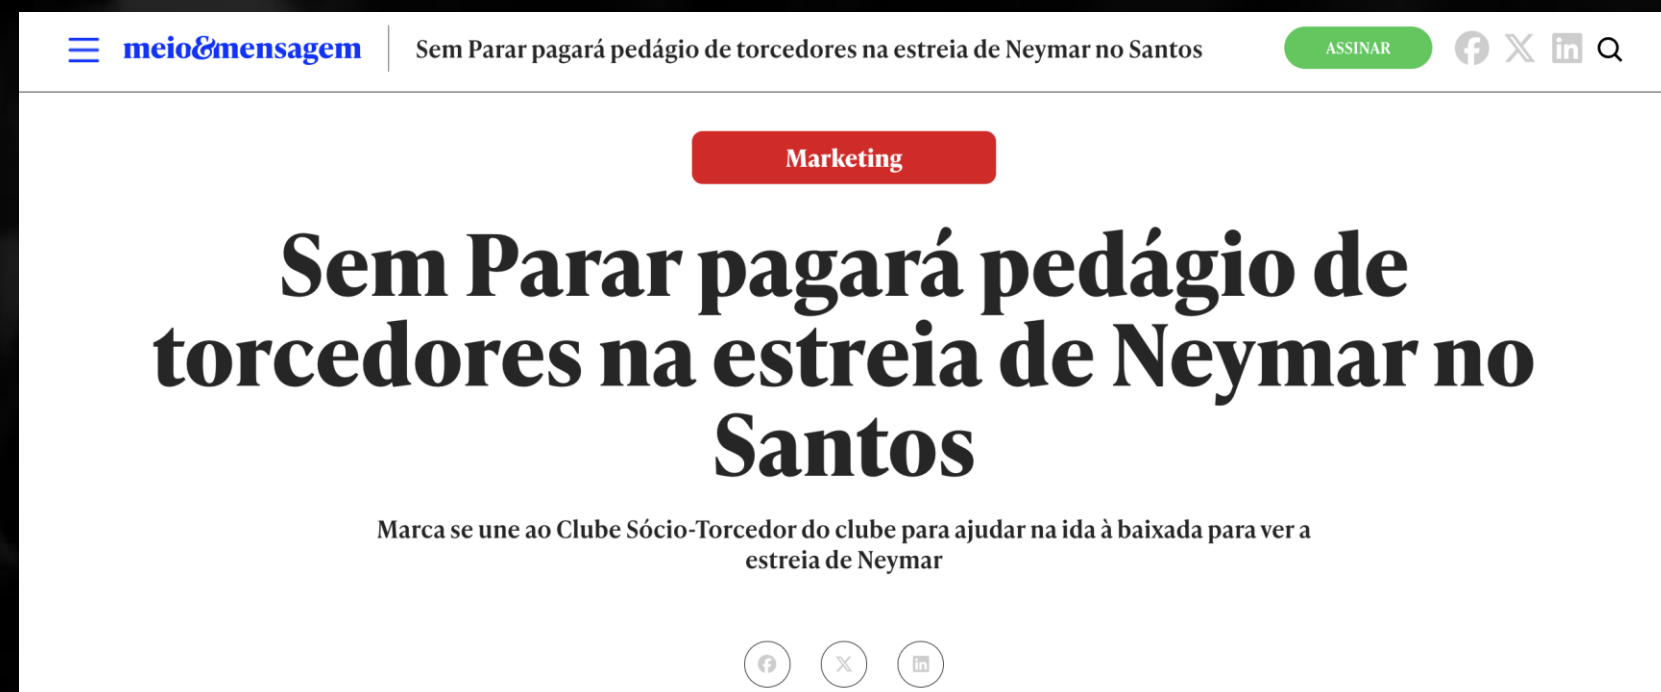 meio&mensagem
Sem Parar pagará pedágio de torcedores na estreia de Neymar no Santos
ASSINAR
Marketing
Sem Parar pagará pedágio de
torcedores na estreia de Neymar no
Santos
Marca se une ao Clube Sócio-Torcedor do clube para ajudar na ida à baixada para ver a
estreia de Neymar